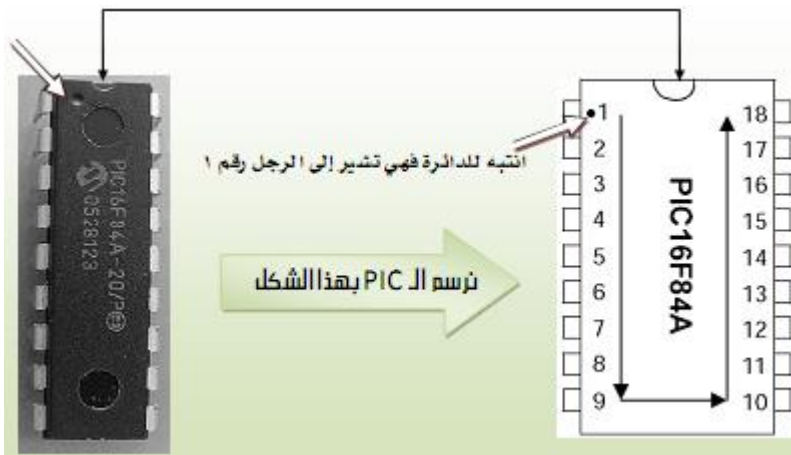 PIC16F84A-20/P
0528123
انتبه للدائرة فهي تشير إلى الرجل رقم ١
نرسم الـ PIC بهذا الشكل
PIC16F84A
1 18
2 17
3 16
4 15
5 14
6 13
7 12
8 11
9 10